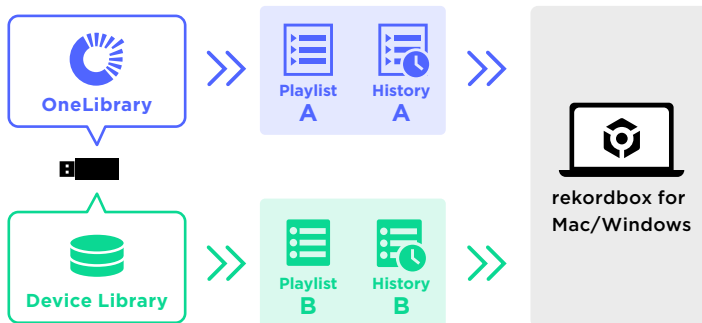 OneLibrary
Playlist
A
History
A
rekordbox for
Mac/Windows
Device Library
Playlist
B
History
B